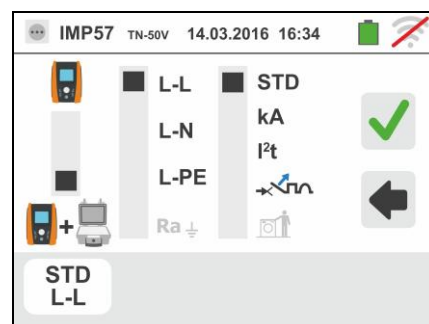 IMP57 TN-50V 14.03.2016 16:34
L-L STD
L-N kA
I²t
L-PE
+
Ra
STD
L-L